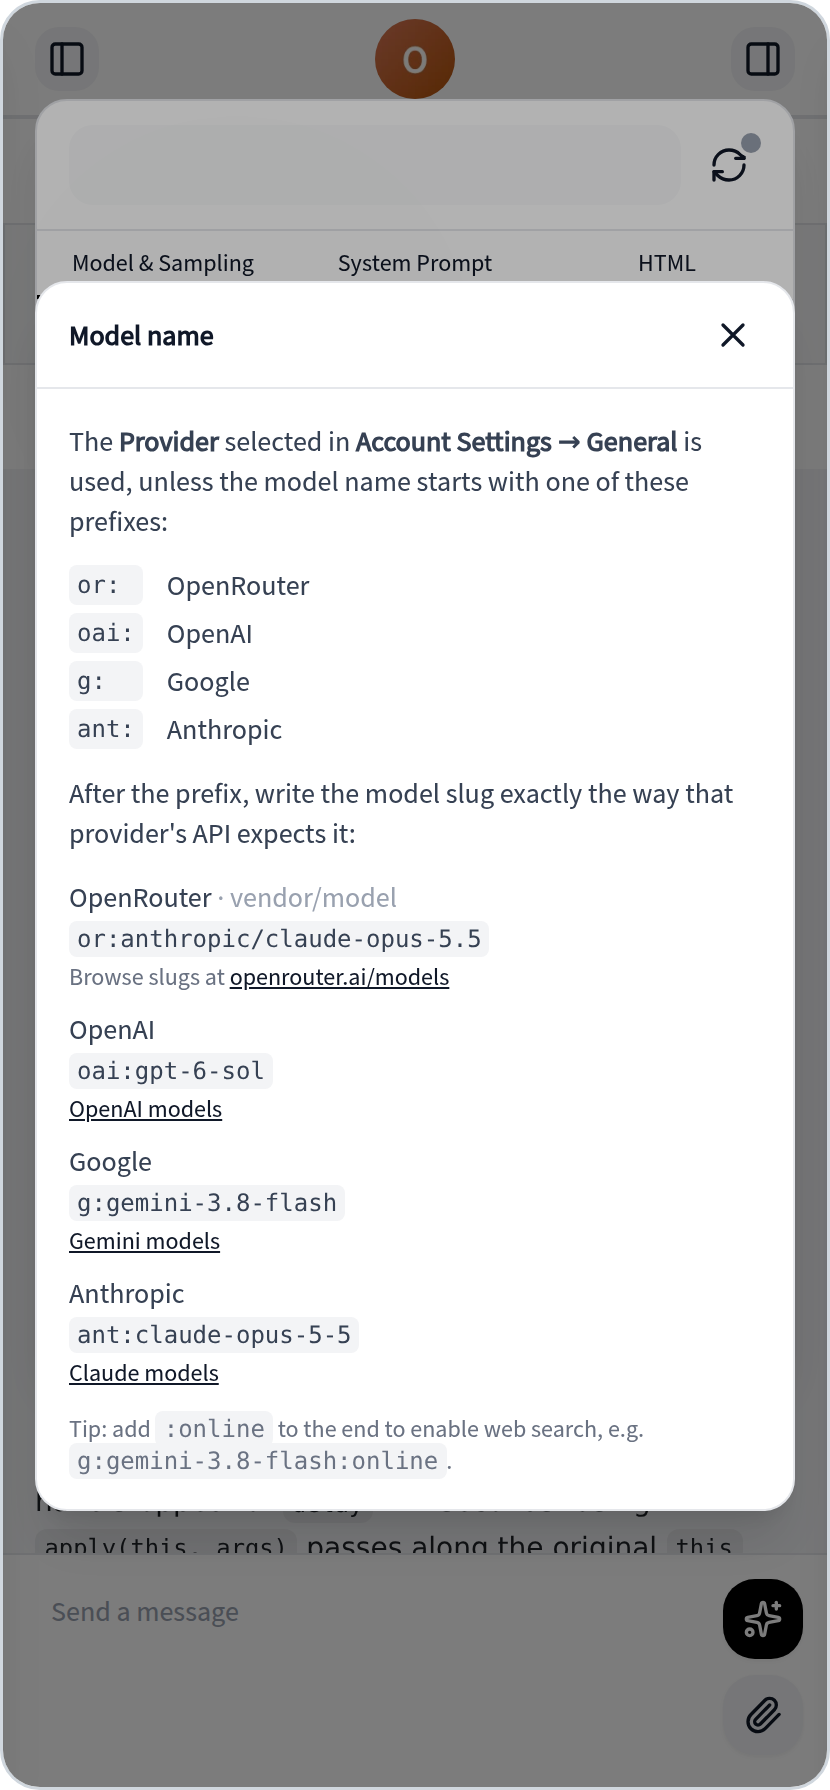 O
Model & Sampling
System Prompt
HTML
Model name
The Provider selected in Account Settings → General is
used, unless the model name starts with one of these
prefixes:
or: OpenRouter
oai: OpenAI
g: Google
ant: Anthropic
After the prefix, write the model slug exactly the way that
provider's API expects it:
OpenRouter · vendor/model
or:anthropic/claude-opus-5.5
Browse slugs at openrouter.ai/models
OpenAI
oai:gpt-6-sol
OpenAI models
Google
g:gemini-3.8-flash
Gemini models
Anthropic
ant:claude-opus-5-5
Claude models
Tip: add :online to the end to enable web search, e.g.
g:gemini-3.8-flash:online.
apply(this, args) passes along the original this
Send a message